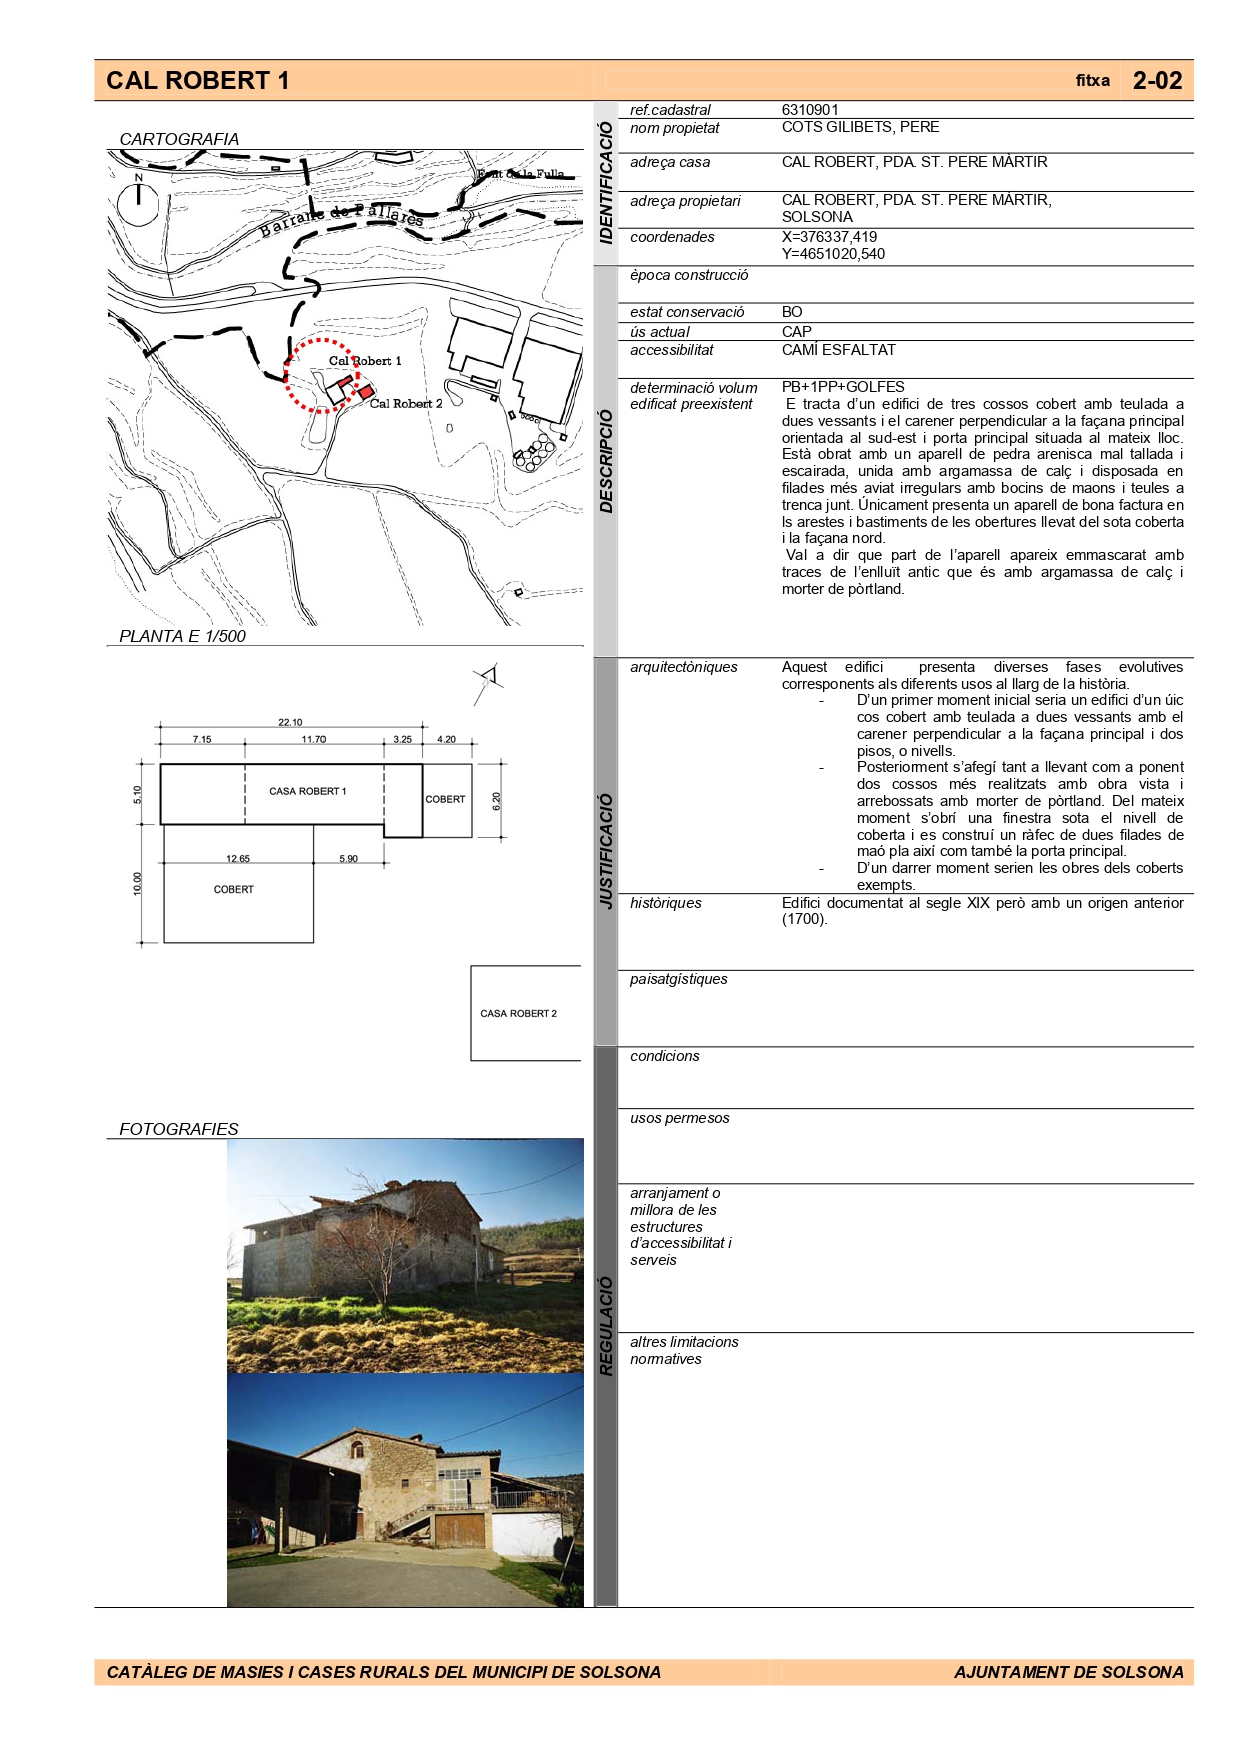 CAL ROBERT 1
fitxa 2-02
CARTOGRAFIA
N
Font de la Fulla
Barranc de Pallarès
Cal Robert 1
Cal Robert 2
PLANTA E 1/500
22.10
7.15 11.70 3.25 4.20
5.10
CASA ROBERT 1
COBERT
6.20
12.65 5.90
10.00
COBERT
CASA ROBERT 2
FOTOGRAFIES
IDENTIFICACIÓ
ref.cadastral 6310901
nom propietat COTS GILIBETS, PERE
adreça casa CAL ROBERT, PDA. ST. PERE MÀRTIR
adreça propietari CAL ROBERT, PDA. ST. PERE MÀRTIR,
SOLSONA
coordenades X=376337,419
Y=4651020,540
DESCRIPCIÓ
època construcció
estat conservació BO
ús actual CAP
accessibilitat CAMÍ ESFALTAT
determinació volum PB+1PP+GOLFES
edificat preexistent E tracta d’un edifici de tres cossos cobert amb teulada a
dues vessants i el carener perpendicular a la façana principal
orientada al sud-est i porta principal situada al mateix lloc.
Està obrat amb un aparell de pedra arenisca mal tallada i
escairada, unida amb argamassa de calç i disposada en
filades més aviat irregulars amb bocins de maons i teules a
trenca junt. Únicament presenta un aparell de bona factura en
ls arestes i bastiments de les obertures llevat del sota coberta
i la façana nord.
Val a dir que part de l’aparell apareix emmascarat amb
traces de l’enlluït antic que és amb argamassa de calç i
morter de pòrtland.
JUSTIFICACIÓ
arquitectòniques Aquest edifici presenta diverses fases evolutives
corresponents als diferents usos al llarg de la història.
- D’un primer moment inicial seria un edifici d’un úic
cos cobert amb teulada a dues vessants amb el
carener perpendicular a la façana principal i dos
pisos, o nivells.
- Posteriorment s’afegí tant a llevant com a ponent
dos cossos més realitzats amb obra vista i
arrebossats amb morter de pòrtland. Del mateix
moment s’obrí una finestra sota el nivell de
coberta i es construí un ràfec de dues filades de
maó pla així com també la porta principal.
- D’un darrer moment serien les obres dels coberts
exempts.
històriques Edifici documentat al segle XIX però amb un origen anterior
(1700).
paisatgístiques
REGULACIÓ
condicions
usos permesos
arranjament o
millora de les
estructures
d’accessibilitat i
serveis
altres limitacions
normatives
CATÀLEG DE MASIES I CASES RURALS DEL MUNICIPI DE SOLSONA
AJUNTAMENT DE SOLSONA